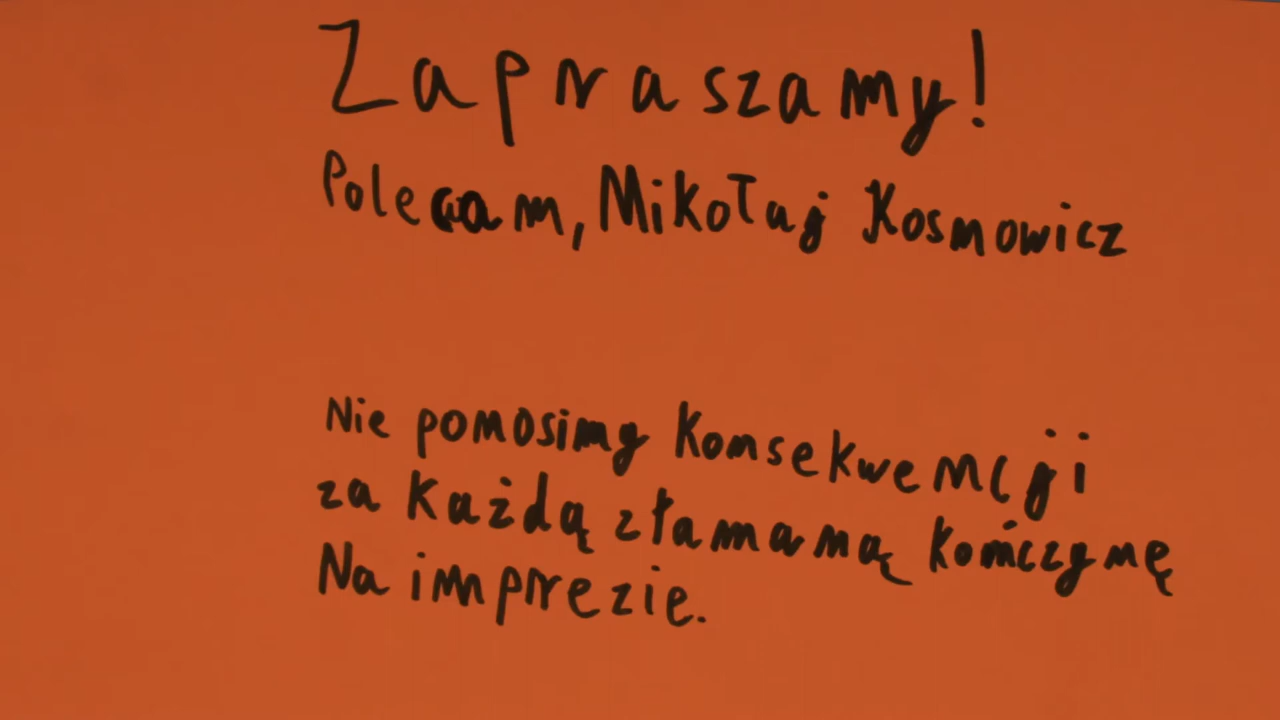 Zapraszamy!
Polecam, Mikołaj Kosmowicz
Nie ponosimy Konsekwencji
za Każdą złamaną kończynę
Na imprezie.